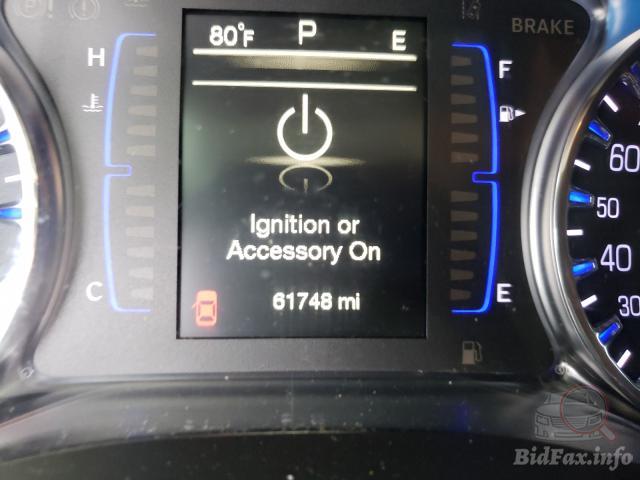 80°F P E
BRAKE
H
F
60
50
Ignition or
Accessory On
40
C
61748 mi
E
30
BidFax.info